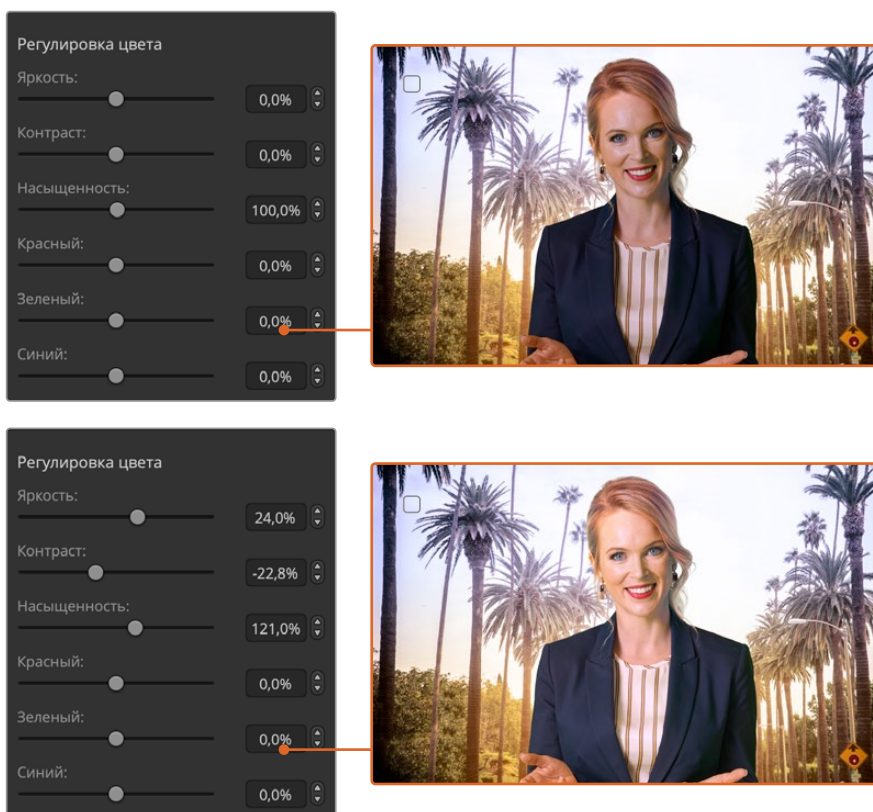 Регулировка цвета
Яркость:
0,0%
Контраст:
0,0%
Насыщенность:
100,0%
Красный:
0,0%
Зеленый:
0,0%
Синий:
0,0%
Регулировка цвета
Яркость:
24,0%
Контраст:
-22,8%
Насыщенность:
121,0%
Красный:
0,0%
Зеленый:
0,0%
Синий:
0,0%